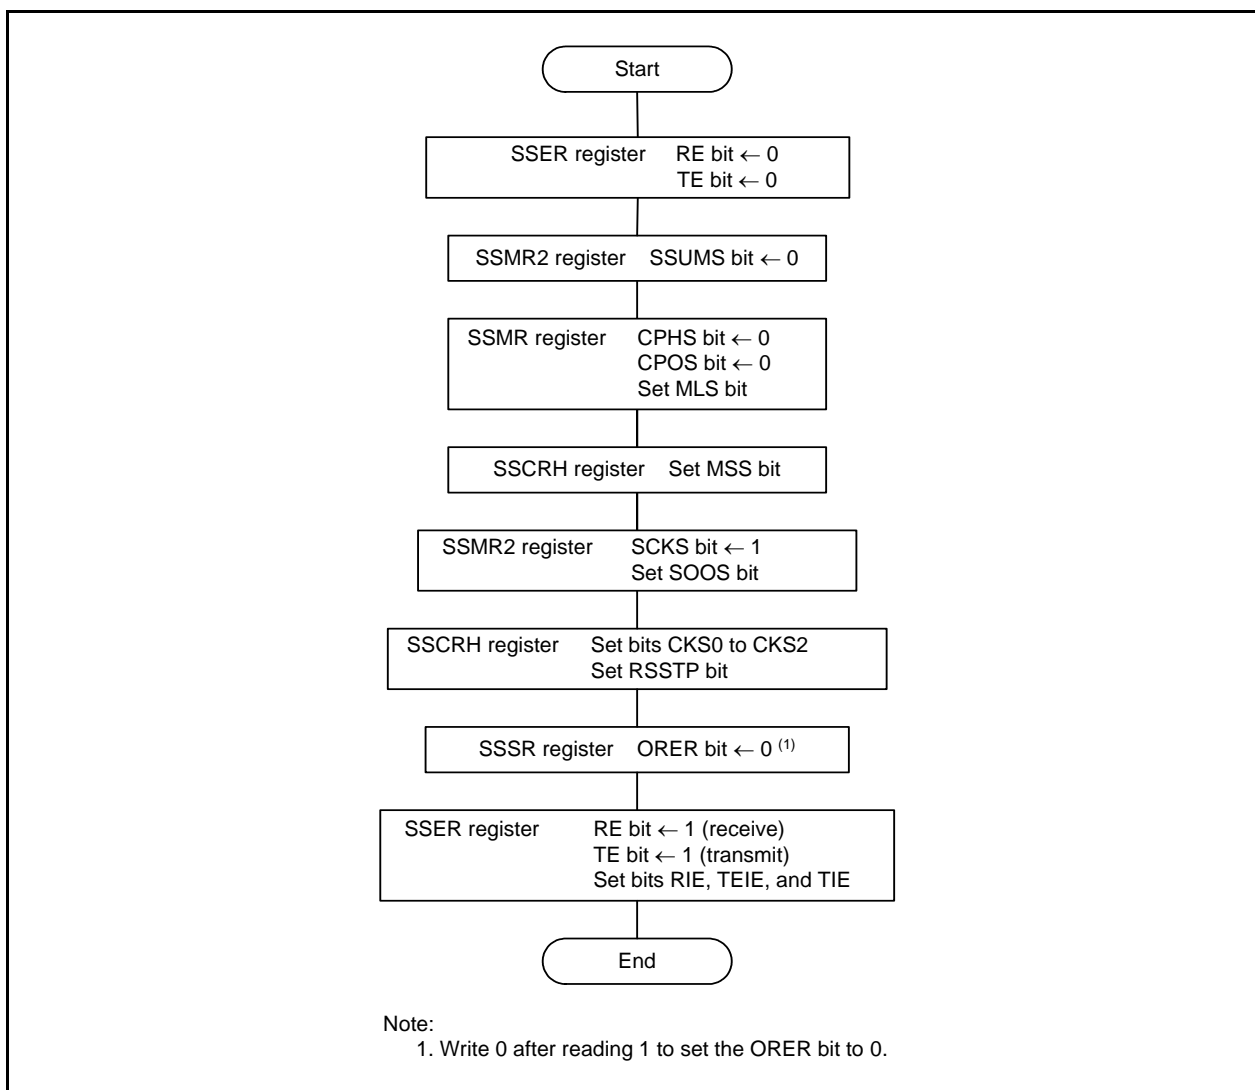 Start
SSER register RE bit ← 0
TE bit ← 0
SSMR2 register SSUMS bit ← 0
SSMR register CPHS bit ← 0
CPOS bit ← 0
Set MLS bit
SSCRH register Set MSS bit
SSMR2 register SCKS bit ← 1
Set SOOS bit
SSCRH register Set bits CKS0 to CKS2
Set RSSTP bit
SSSR register ORER bit ← 0 (1)
SSER register RE bit ← 1 (receive)
TE bit ← 1 (transmit)
Set bits RIE, TEIE, and TIE
End
Note:
1. Write 0 after reading 1 to set the ORER bit to 0.